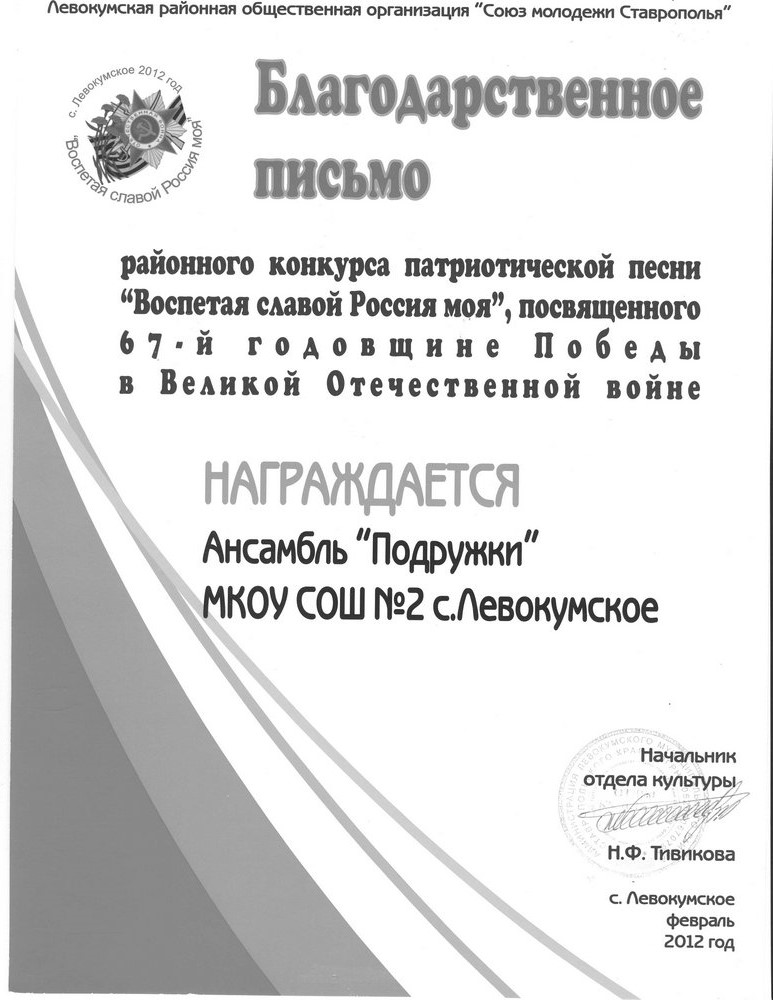 Левокумская районная общественная организация "Союз молодежи Ставрополья"
с. Левокумское 2012 год
"Воспетая славой Россия моя"
Благодарственное
письмо
районного конкурса патриотической песни
"Воспетая славой Россия моя", посвященного
67-й годовщине Победы
в Великой Отечественной войне
НАГРАЖДАЕТСЯ
Ансамбль "Подружки"
МКОУ СОШ №2 с.Левокумское
Начальник
отдела культуры
Н.Ф. Тивикова
с. Левокумское
февраль
2012 год